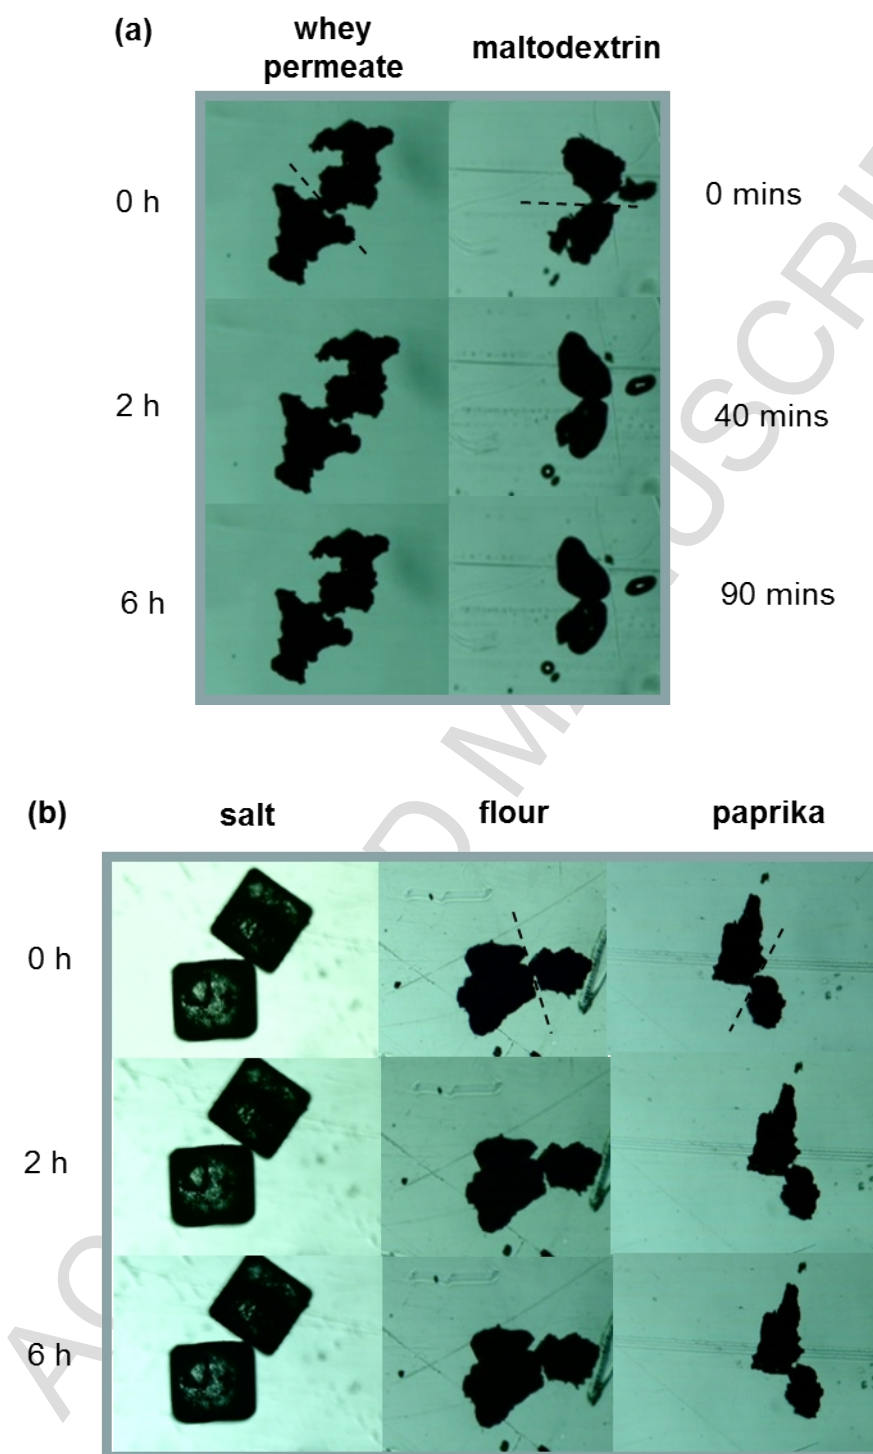 (a)
whey
permeate
maltodextrin
0 h
0 mins
2 h
40 mins
6 h
90 mins
(b)
salt
flour
paprika
0 h
2 h
6 h